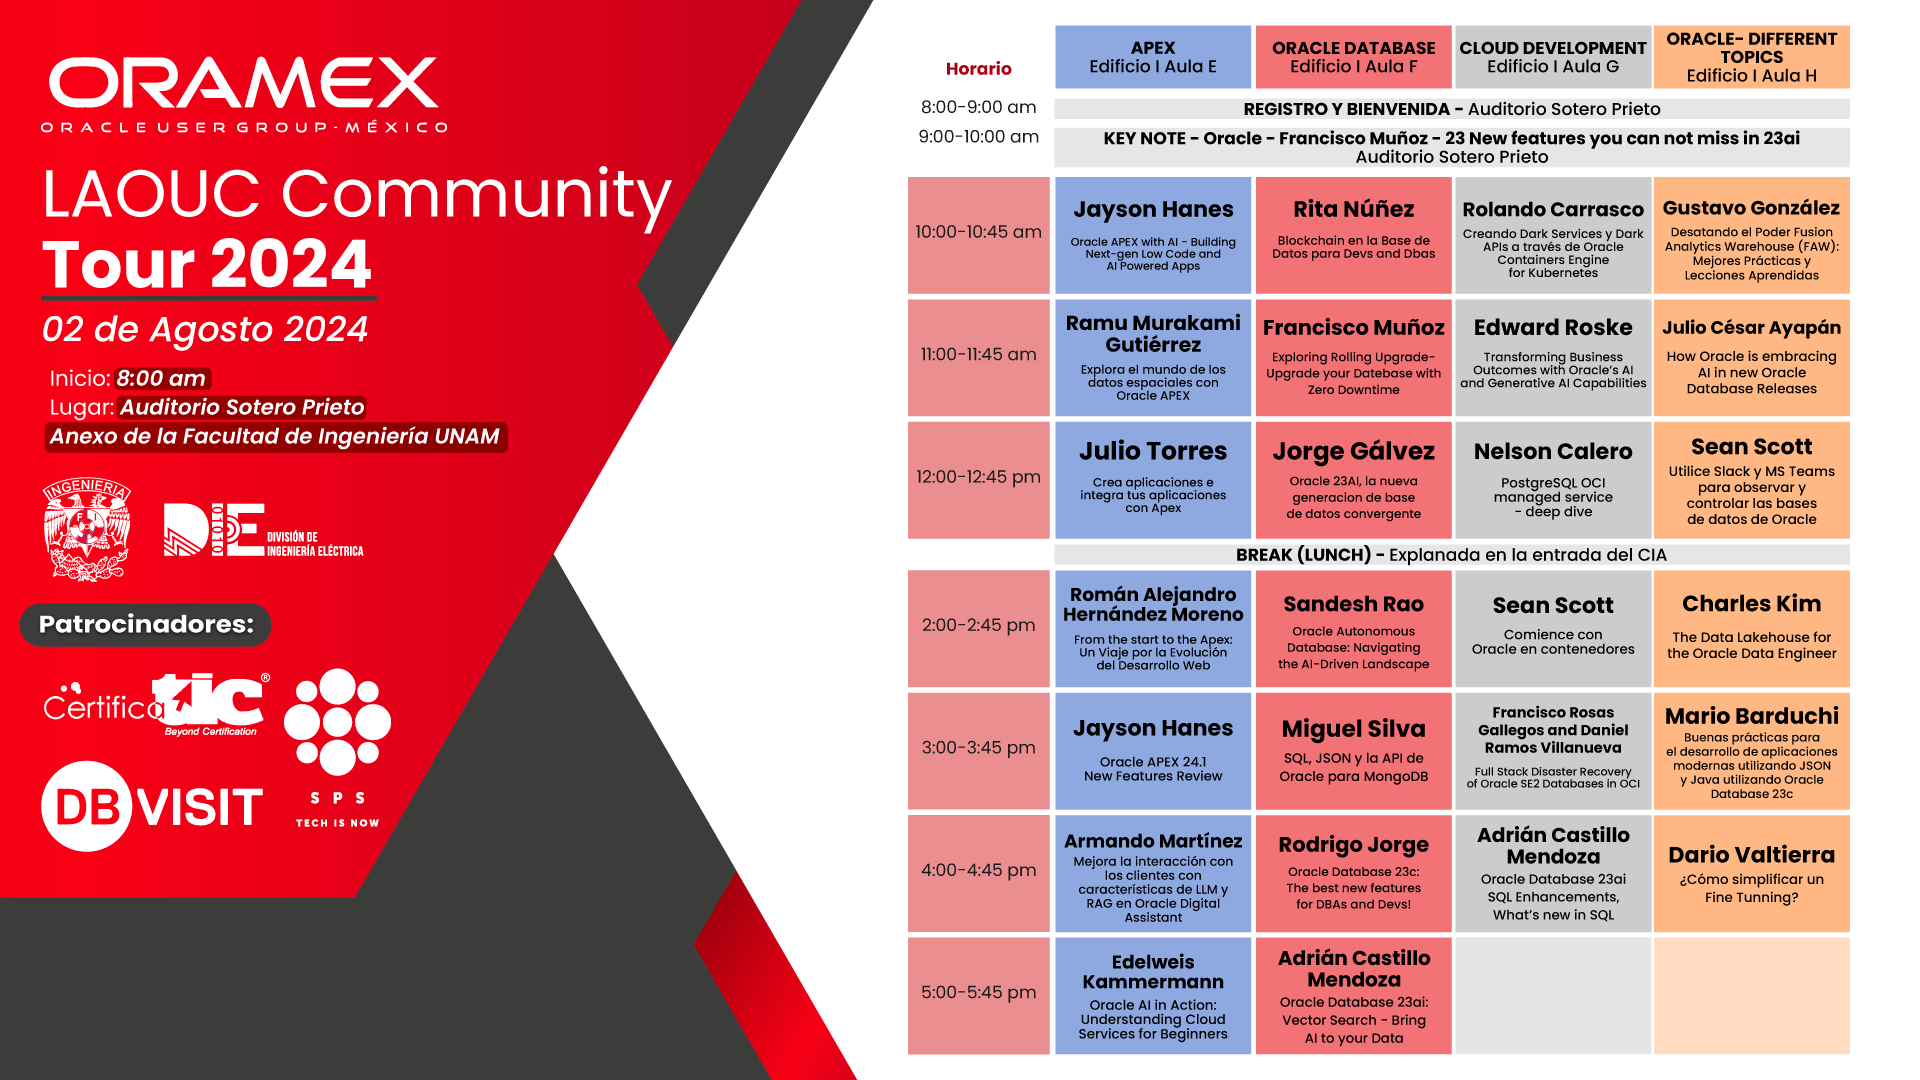 ORAMEX
ORACLE USER GROUP-MÉXICO
LAOUC Community
Tour 2024
02 de Agosto 2024
Inicio: 8:00 am
Lugar: Auditorio Sotero Prieto
Anexo de la Facultad de Ingeniería UNAM
INGENIERIA
F I
DIE
01010
DIVISIÓN DE
INGENIERÍA ELÉCTRICA
Patrocinadores:
Certificatic®
Beyond Certification
SPS
TECH IS NOW
DBVISIT
Horario
APEX
Edificio I Aula E
ORACLE DATABASE
Edificio I Aula F
CLOUD DEVELOPMENT
Edificio I Aula G
ORACLE- DIFFERENT
TOPICS
Edificio I Aula H
8:00-9:00 am
REGISTRO Y BIENVENIDA - Auditorio Sotero Prieto
9:00-10:00 am
KEY NOTE - Oracle - Francisco Muñoz - 23 New features you can not miss in 23ai
Auditorio Sotero Prieto
10:00-10:45 am
Jayson Hanes
Oracle APEX with AI - Building
Next-gen Low Code and
AI Powered Apps
Rita Núñez
Blockchain en la Base de
Datos para Devs and Dbas
Rolando Carrasco
Creando Dark Services y Dark
APIs a través de Oracle
Containers Engine
for Kubernetes
Gustavo González
Desatando el Poder Fusion
Analytics Warehouse (FAW):
Mejores Prácticas y
Lecciones Aprendidas
11:00-11:45 am
Ramu Murakami
Gutiérrez
Explora el mundo de los
datos espaciales con
Oracle APEX
Francisco Muñoz
Exploring Rolling Upgrade-
Upgrade your Datebase with
Zero Downtime
Edward Roske
Transforming Business
Outcomes with Oracle's AI
and Generative AI Capabilities
Julio César Ayapán
How Oracle is embracing
AI in new Oracle
Database Releases
12:00-12:45 pm
Julio Torres
Crea aplicaciones e
integra tus aplicaciones
con Apex
Jorge Gálvez
Oracle 23AI, la nueva
generacion de base
de datos convergente
Nelson Calero
PostgreSQL OCI
managed service
- deep dive
Sean Scott
Utilice Slack y MS Teams
para observar y
controlar las bases
de datos de Oracle
BREAK (LUNCH) - Explanada en la entrada del CIA
2:00-2:45 pm
Román Alejandro
Hernández Moreno
From the start to the Apex:
Un Viaje por la Evolución
del Desarrollo Web
Sandesh Rao
Oracle Autonomous
Database: Navigating
the AI-Driven Landscape
Sean Scott
Comience con
Oracle en contenedores
Charles Kim
The Data Lakehouse for
the Oracle Data Engineer
3:00-3:45 pm
Jayson Hanes
Oracle APEX 24.1
New Features Review
Miguel Silva
SQL, JSON y la API de
Oracle para MongoDB
Francisco Rosas
Gallegos and Daniel
Ramos Villanueva
Full Stack Disaster Recovery
of Oracle SE2 Databases in OCI
Mario Barduchi
Buenas prácticas para
el desarrollo de aplicaciones
modernas utilizando JSON
y Java utilizando Oracle
Database 23c
4:00-4:45 pm
Armando Martínez
Mejora la interacción con
los clientes con
características de LLM y
RAG en Oracle Digital
Assistant
Rodrigo Jorge
Oracle Database 23c:
The best new features
for DBAs and Devs!
Adrián Castillo
Mendoza
Oracle Database 23ai
SQL Enhancements,
What's new in SQL
Dario Valtierra
¿Cómo simplificar un
Fine Tunning?
5:00-5:45 pm
Edelweis
Kammermann
Oracle AI in Action:
Understanding Cloud
Services for Beginners
Adrián Castillo
Mendoza
Oracle Database 23ai:
Vector Search - Bring
AI to your Data